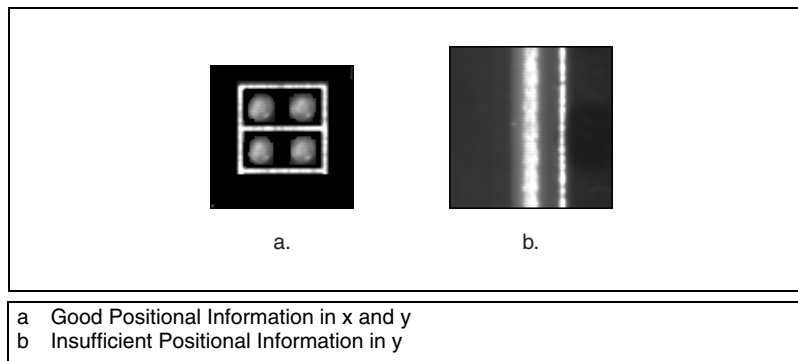 a.
b.
a Good Positional Information in x and y
b Insufficient Positional Information in y